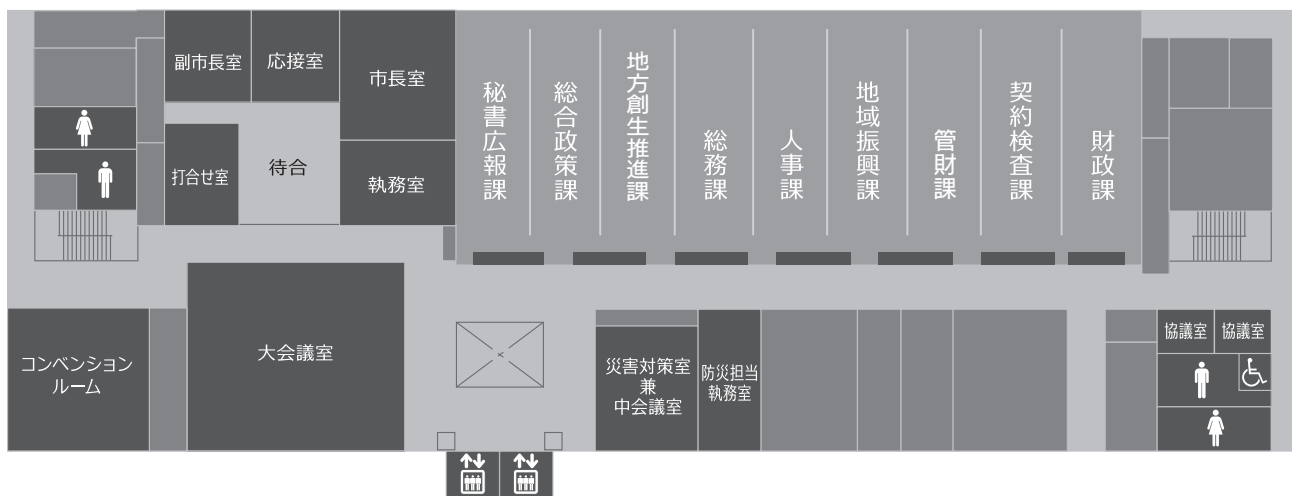 副市長室
応接室
市長室
打合せ室
待合
執務室
秘書広報課
総合政策課
地方創生推進課
総務課
人事課
地域振興課
管財課
契約検査課
財政課
コンベンション
ルーム
大会議室
災害対策室
兼
中会議室
防災担当
執務室
協議室
協議室